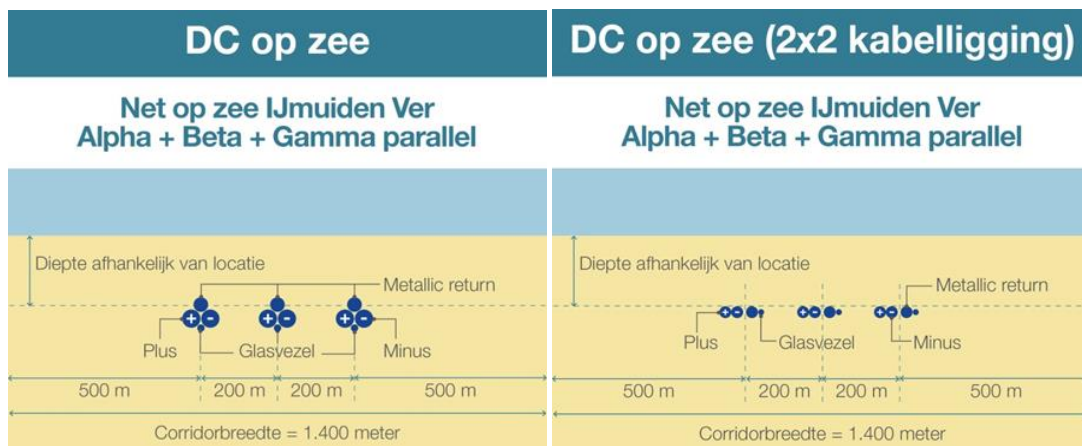 DC op zee
Net op zee IJmuiden Ver
Alpha + Beta + Gamma parallel
Diepte afhankelijk van locatie
Metallic return
+ -
+ -
+ -
Plus
Glasvezel
Minus
500 m
200 m
200 m
500 m
Corridorbreedte = 1.400 meter
DC op zee (2x2 kabelligging)
Net op zee IJmuiden Ver
Alpha + Beta + Gamma parallel
Diepte afhankelijk van locatie
Metallic return
+ -
+ -
+ -
Plus
Glasvezel
Minus
500 m
200 m
200 m
500 m
Corridorbreedte = 1.400 meter